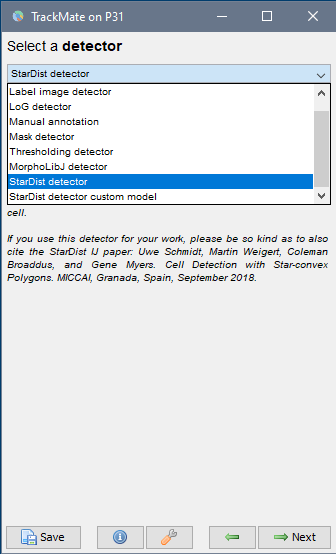 TrackMate on P31
Select a detector
StarDist detector
Label image detector
LoG detector
Manual annotation
Mask detector
Thresholding detector
MorphoLibJ detector
StarDist detector
StarDist detector custom model
cell.
If you use this detector for your work, please be so kind as to also
cite the StarDist IJ paper: Uwe Schmidt, Martin Weigert, Coleman
Broaddus, and Gene Myers. Cell Detection with Star-convex
Polygons. MICCAI, Granada, Spain, September 2018.
Save
Next